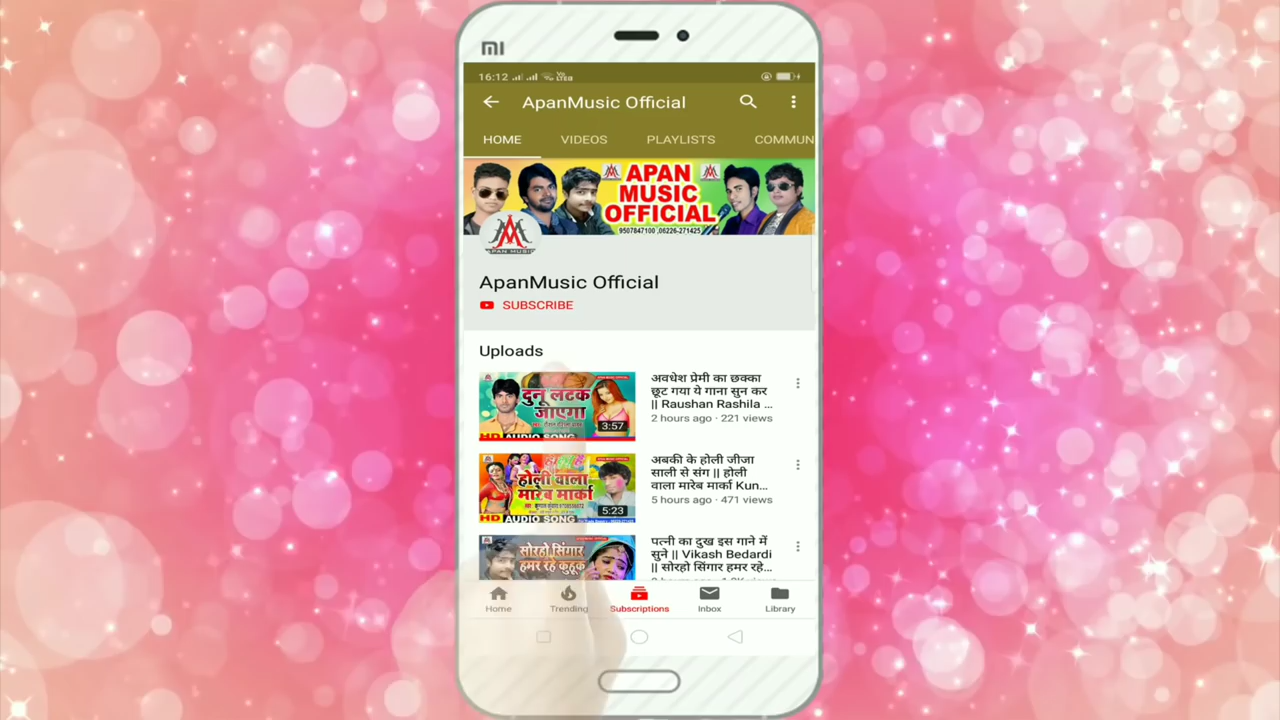 MI
16:12
ApanMusic Official
HOME VIDEOS PLAYLISTS COMMUN
APAN
MUSIC
OFFICIAL
9507847100 ,06226-271425
APAN MUSIC
ApanMusic Official
SUBSCRIBE
Uploads
दुनू लटक
जाएगा
3:57
HD AUDIO SONG
अवधेश प्रेमी का छक्का
छूट गया ये गाना सुन कर
|| Raushan Rashila ...
2 hours ago · 221 views
होली वाला
मारेब मार्का
5:23
HD AUDIO SONG
अबकी के होली जीजा
साली से संग || होली
वाला मारेब मार्का Kun...
5 hours ago · 471 views
सोरहो सिंगार
हमर रहे कुहूक
पत्नी का दुख इस गाने में
सुने || Vikash Bedardi
|| सोरहो सिंगार हमर रहे...
Home Trending Subscriptions Inbox Library